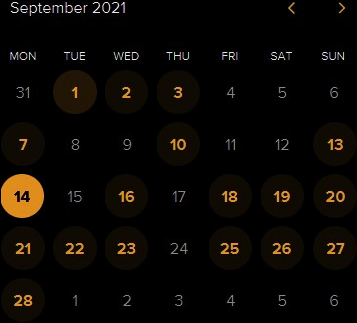 September 2021
MON TUE WED THU FRI SAT SUN
31 1 2 3 4 5 6
7 8 9 10 11 12 13
14 15 16 17 18 19 20
21 22 23 24 25 26 27
28 1 2 3 4 5 6